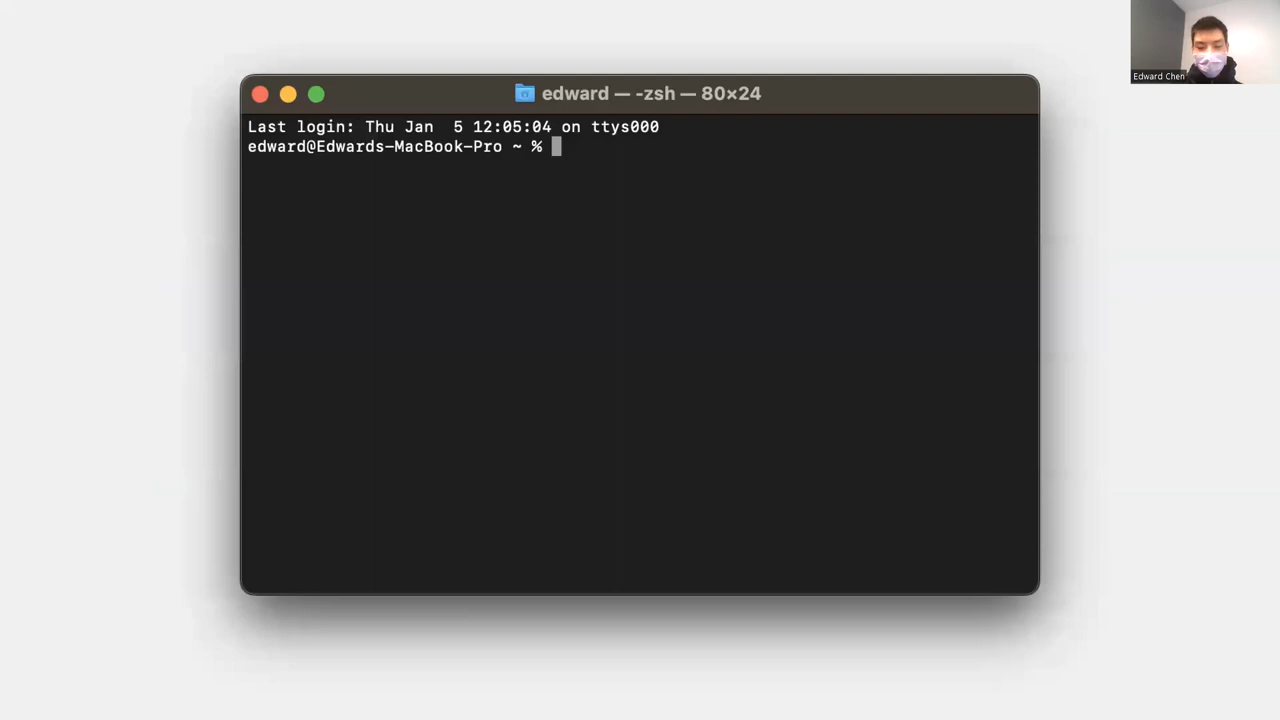 edward — -zsh — 80×24
Last login: Thu Jan  5 12:05:04 on ttys000
edward@Edwards-MacBook-Pro ~ %
Edward Chen